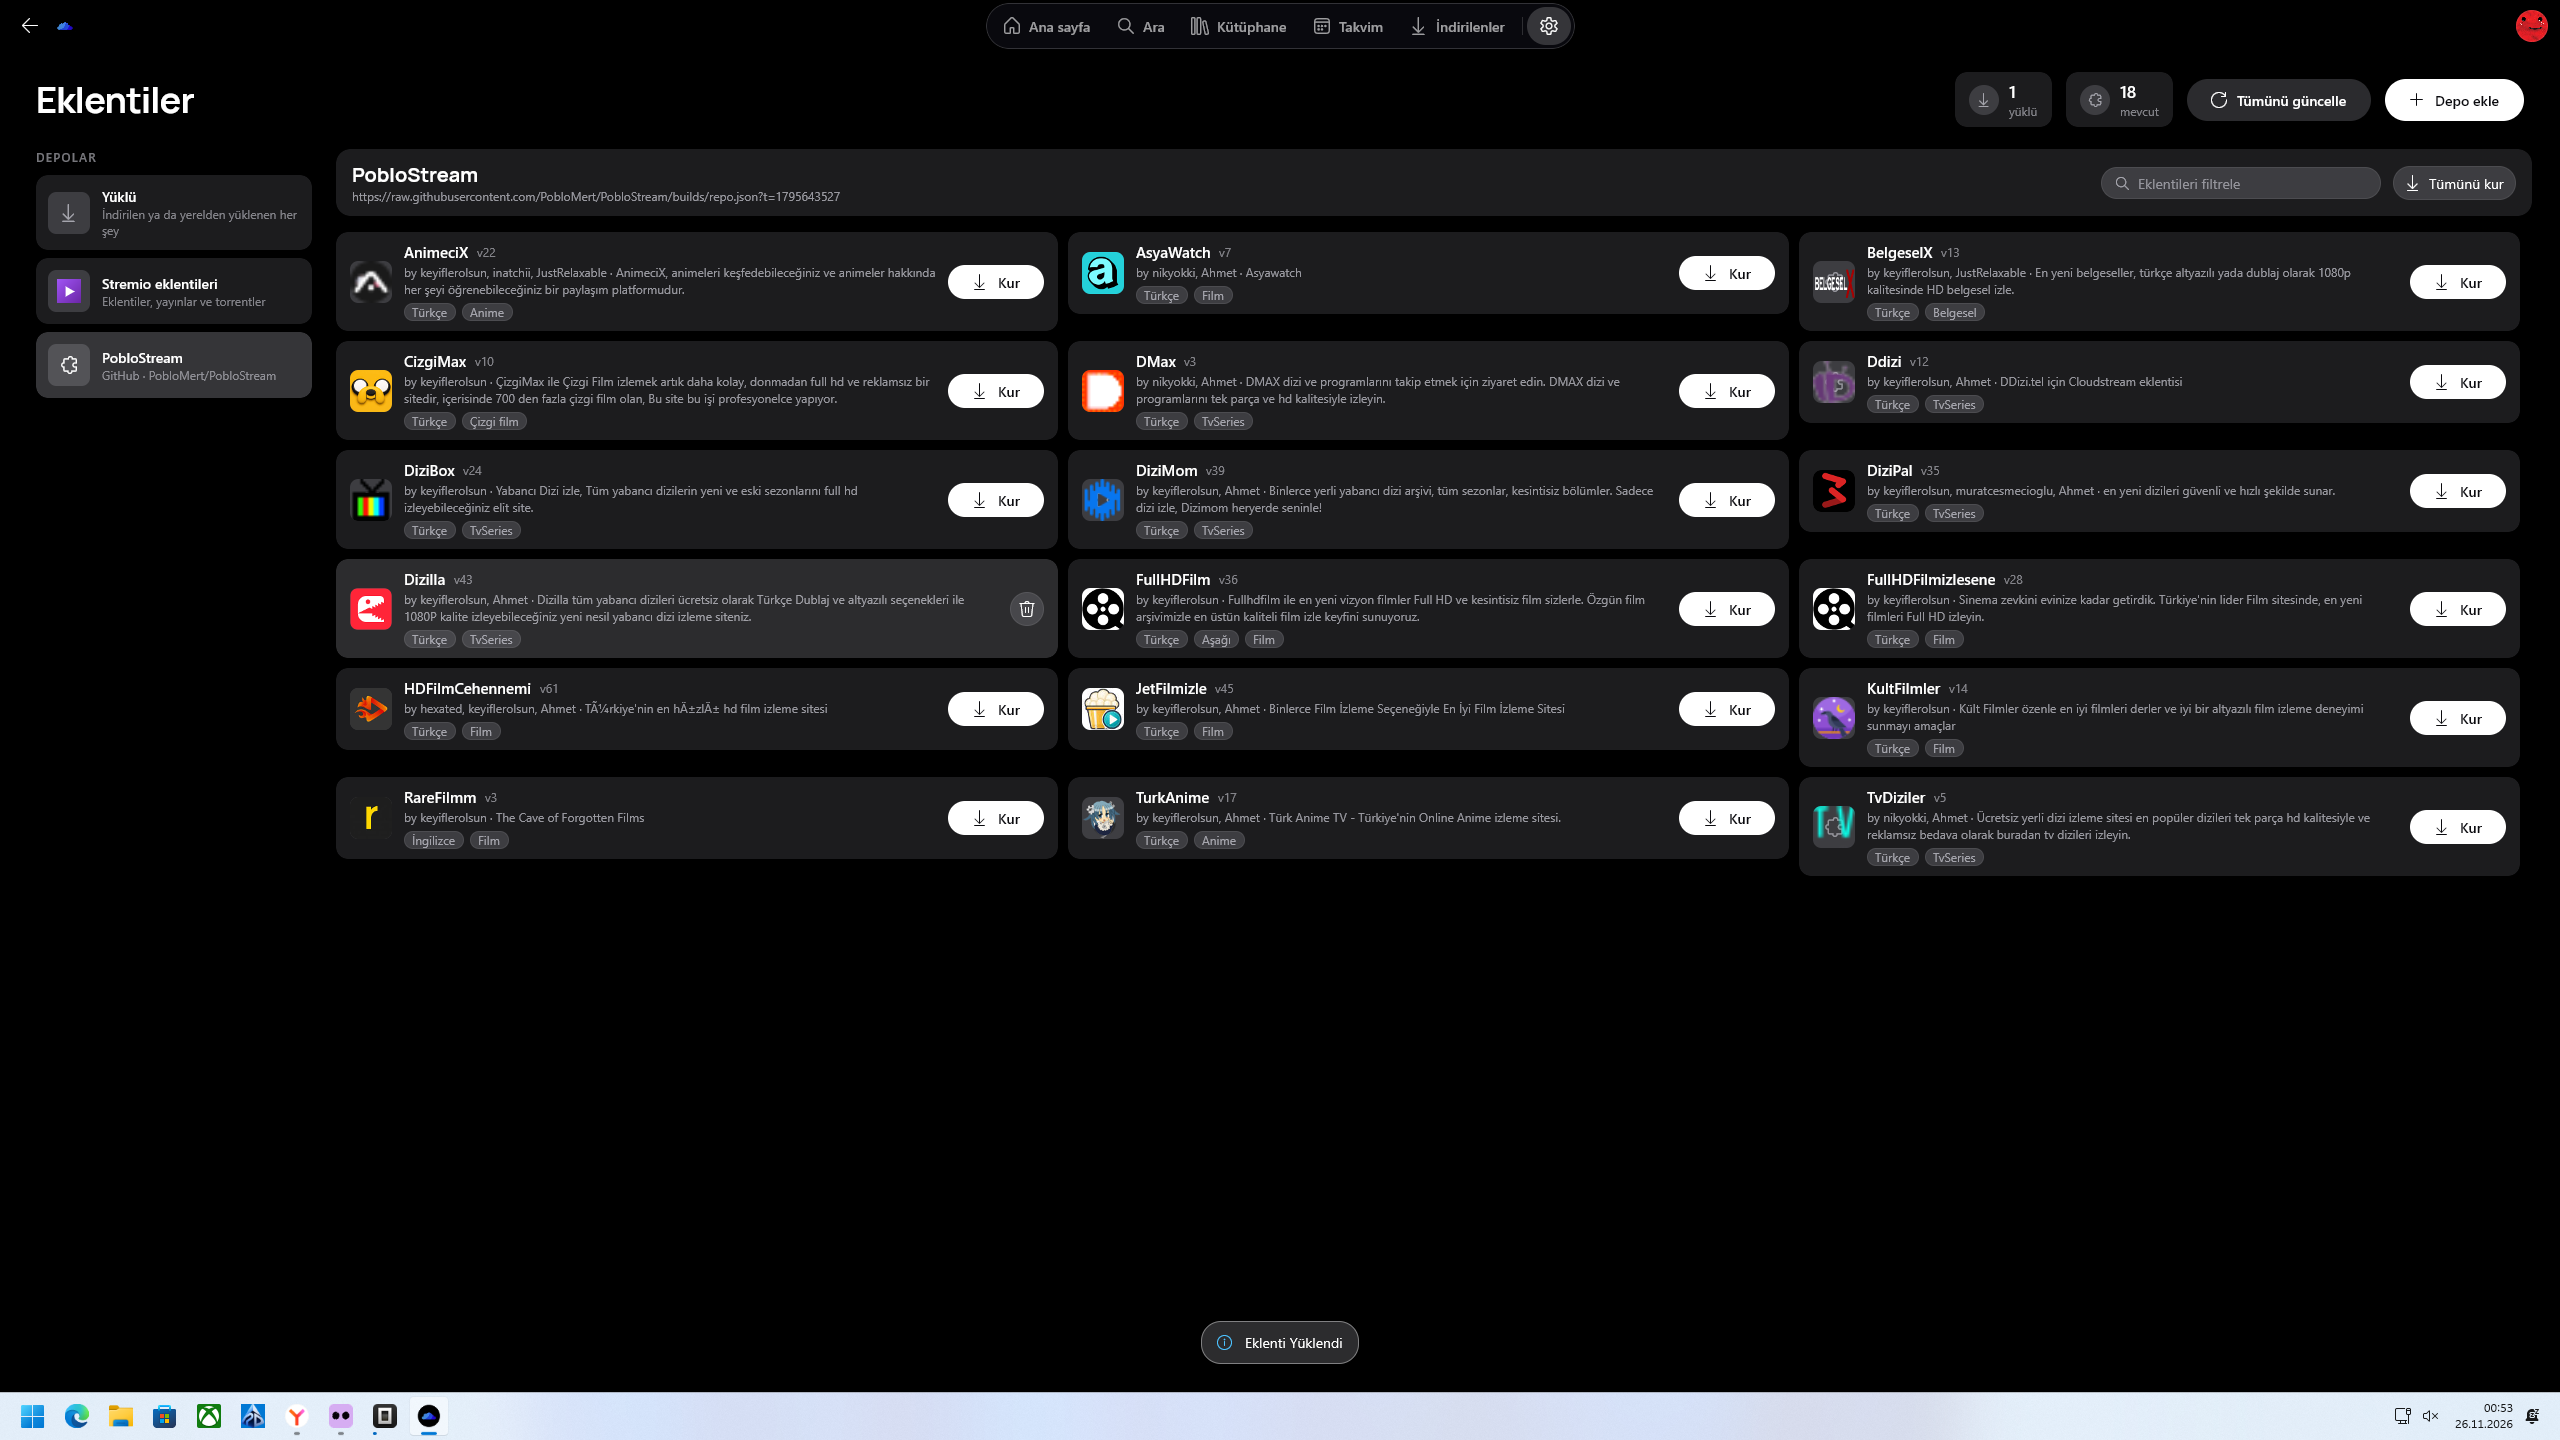 Ana sayfa
Ara
Kütüphane
Takvim
İndirilenler
Eklentiler
1
yüklü
18
mevcut
Tümünü güncelle
Depo ekle
DEPOLAR
Yüklü
İndirilen ya da yerelden yüklenen her
şey
Stremio eklentileri
Eklentiler, yayınlar ve torrentler
PobloStream
GitHub · PobloMert/PobloStream
PobloStream
https://raw.githubusercontent.com/PobloMert/PobloStream/builds/repo.json?t=1795643527
Eklentileri filtrele
Tümünü kur
AnimeciX v22
by keyiflerolsun, inatchii, JustRelaxable · AnimeciX, animeleri keşfedebileceğiniz ve animeler hakkında
her şeyi öğrenebileceğiniz bir paylaşım platformudur.
Türkçe Anime
Kur
AsyaWatch v7
by nikyokki, Ahmet · Asyawatch
Türkçe Film
Kur
BelgeselX v13
by keyiflerolsun, JustRelaxable · En yeni belgeseller, türkçe altyazılı yada dublaj olarak 1080p
kalitesinde HD belgesel izle.
Türkçe Belgesel
Kur
CizgiMax v10
by keyiflerolsun · ÇizgiMax ile Çizgi Film izlemek artık daha kolay, donmadan full hd ve reklamsız bir
sitedir, içerisinde 700 den fazla çizgi film olan, Bu site bu işi profesyonelce yapıyor.
Türkçe Çizgi film
Kur
DMax v3
by nikyokki, Ahmet · DMAX dizi ve programlarını takip etmek için ziyaret edin. DMAX dizi ve
programlarını tek parça ve hd kalitesiyle izleyin.
Türkçe TvSeries
Kur
Ddizi v12
by keyiflerolsun, Ahmet · DDizi.tel için Cloudstream eklentisi
Türkçe TvSeries
Kur
DiziBox v24
by keyiflerolsun · Yabancı Dizi izle, Tüm yabancı dizilerin yeni ve eski sezonlarını full hd
izleyebileceğiniz elit site.
Türkçe TvSeries
Kur
DiziMom v39
by keyiflerolsun, Ahmet · Binlerce yerli yabancı dizi arşivi, tüm sezonlar, kesintisiz bölümler. Sadece
dizi izle, Dizimom heryerde seninle!
Türkçe TvSeries
Kur
DiziPal v35
by keyiflerolsun, muratcesmecioglu, Ahmet · en yeni dizileri güvenli ve hızlı şekilde sunar.
Türkçe TvSeries
Kur
Dizilla v43
by keyiflerolsun, Ahmet · Dizilla tüm yabancı dizileri ücretsiz olarak Türkçe Dublaj ve altyazılı seçenekleri ile
1080P kalite izleyebileceğiniz yeni nesil yabancı dizi izleme siteniz.
Türkçe TvSeries
FullHDFilm v36
by keyiflerolsun · Fullhdfilm ile en yeni vizyon filmler Full HD ve kesintisiz film sizlerle. Özgün film
arşivimizle en üstün kaliteli film izle keyfini sunuyoruz.
Türkçe Aşağı Film
Kur
FullHDFilmizlesene v28
by keyiflerolsun · Sinema zevkini evinize kadar getirdik. Türkiye'nin lider Film sitesinde, en yeni
filmleri Full HD izleyin.
Türkçe Film
Kur
HDFilmCehennemi v61
by hexated, keyiflerolsun, Ahmet · TÃ¼rkiye'nin en hÄ±zlÄ± hd film izleme sitesi
Türkçe Film
Kur
JetFilmizle v45
by keyiflerolsun, Ahmet · Binlerce Film İzleme Seçeneğiyle En İyi Film İzleme Sitesi
Türkçe Film
Kur
KultFilmler v14
by keyiflerolsun · Kült Filmler özenle en iyi filmleri derler ve iyi bir altyazılı film izleme deneyimi
sunmayı amaçlar
Türkçe Film
Kur
RareFilmm v3
by keyiflerolsun · The Cave of Forgotten Films
İngilizce Film
Kur
TurkAnime v17
by keyiflerolsun, Ahmet · Türk Anime TV - Türkiye'nin Online Anime izleme sitesi.
Türkçe Anime
Kur
TvDiziler v5
by nikyokki, Ahmet · Ücretsiz yerli dizi izleme sitesi en popüler dizileri tek parça hd kalitesiyle ve
reklamsız bedava olarak buradan tv dizileri izleyin.
Türkçe TvSeries
Kur
Eklenti Yüklendi
00:53
26.11.2026